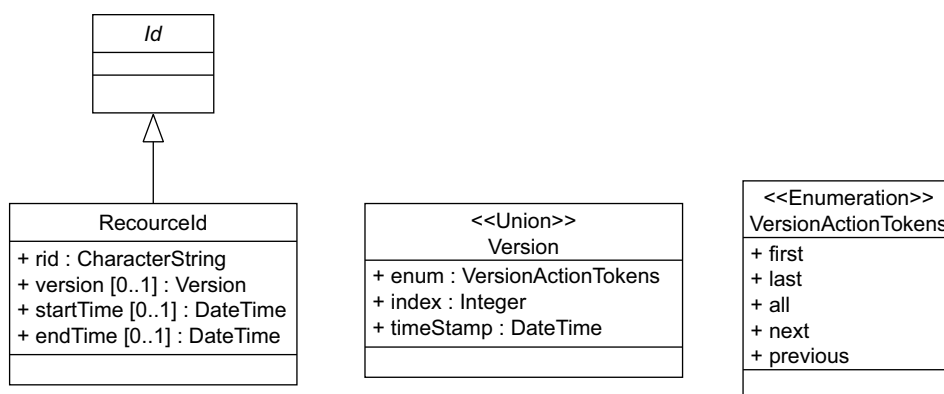 Id
RecourceId
+ rid : CharacterString
+ version [0..1] : Version
+ startTime [0..1] : DateTime
+ endTime [0..1] : DateTime
<<Union>>
Version
+ enum : VersionActionTokens
+ index : Integer
+ timeStamp : DateTime
<<Enumeration>>
VersionActionTokens
+ first
+ last
+ all
+ next
+ previous